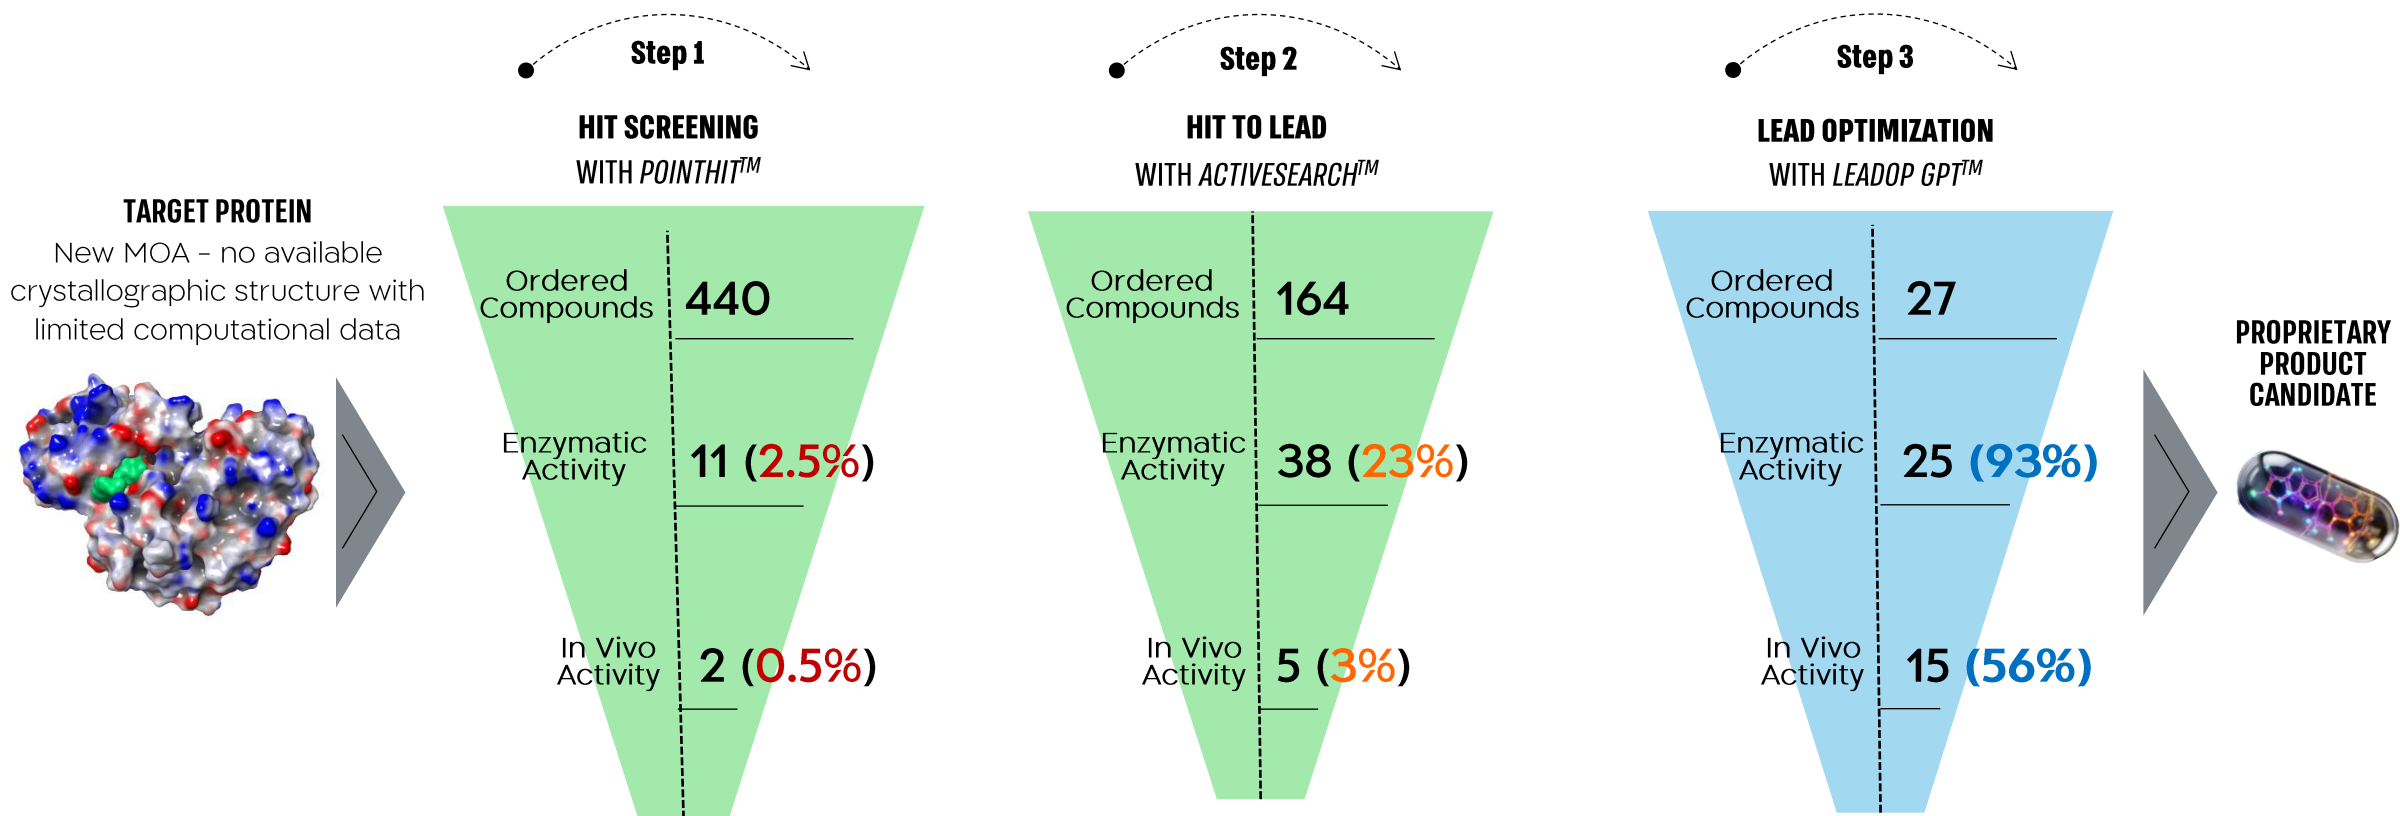 TARGET PROTEIN
New MOA – no available
crystallographic structure with
limited computational data
Step 1
HIT SCREENING
WITH POINTHIT™
Ordered
Compounds
440
Enzymatic
Activity
11 (2.5%)
In Vivo
Activity
2 (0.5%)
Step 2
HIT TO LEAD
WITH ACTIVESEARCH™
Ordered
Compounds
164
Enzymatic
Activity
38 (23%)
In Vivo
Activity
5 (3%)
Step 3
LEAD OPTIMIZATION
WITH LEADOP GPT™
Ordered
Compounds
27
Enzymatic
Activity
25 (93%)
In Vivo
Activity
15 (56%)
PROPRIETARY
PRODUCT
CANDIDATE